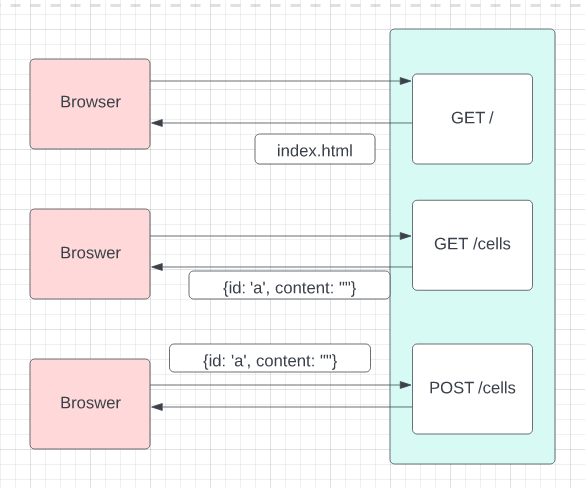 Browser
GET /
index.html
Broswer
GET /cells
{id: 'a', content: ""}
{id: 'a', content: ""}
Broswer
POST /cells